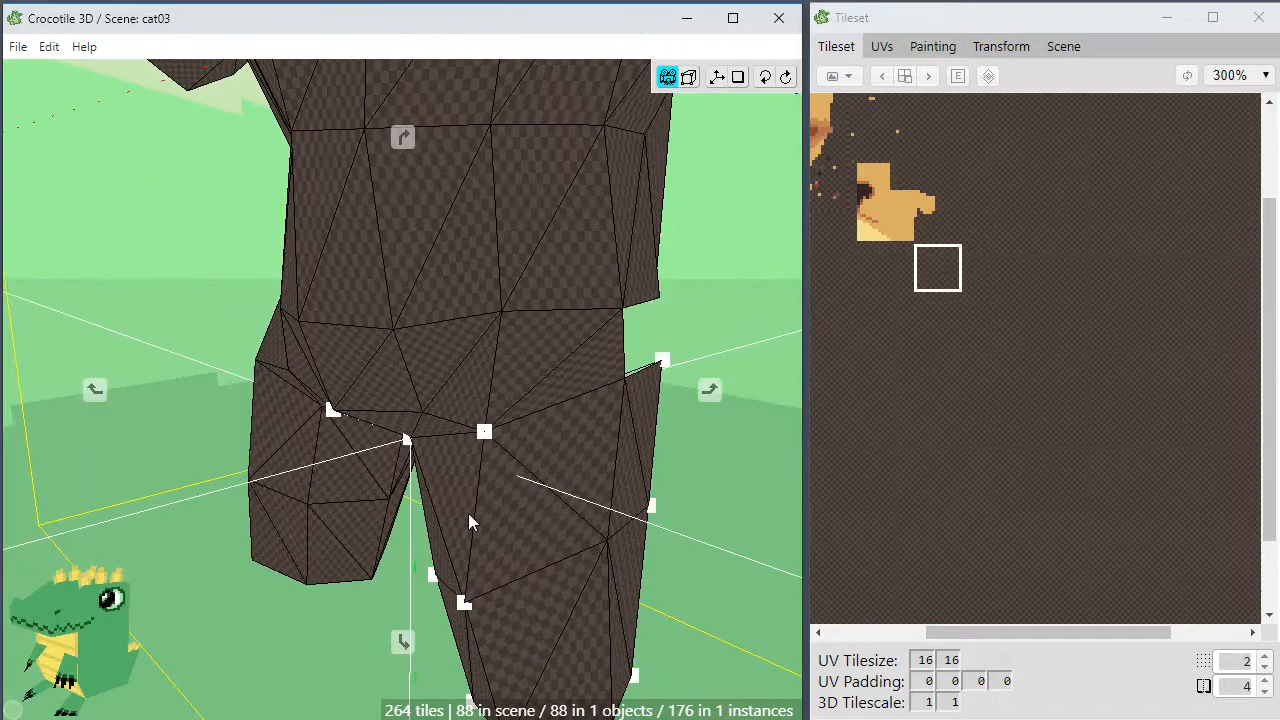 Crocotile 3D / Scene: cat03
File Edit Help
264 tiles | 88 in scene / 88 in 1 objects / 176 in 1 instances
Tileset
Tileset UVs Painting Transform Scene
E 300%
UV Tilesize: 16 16 2
UV Padding: 0 0 0 0 4
3D Tilescale: 1 1